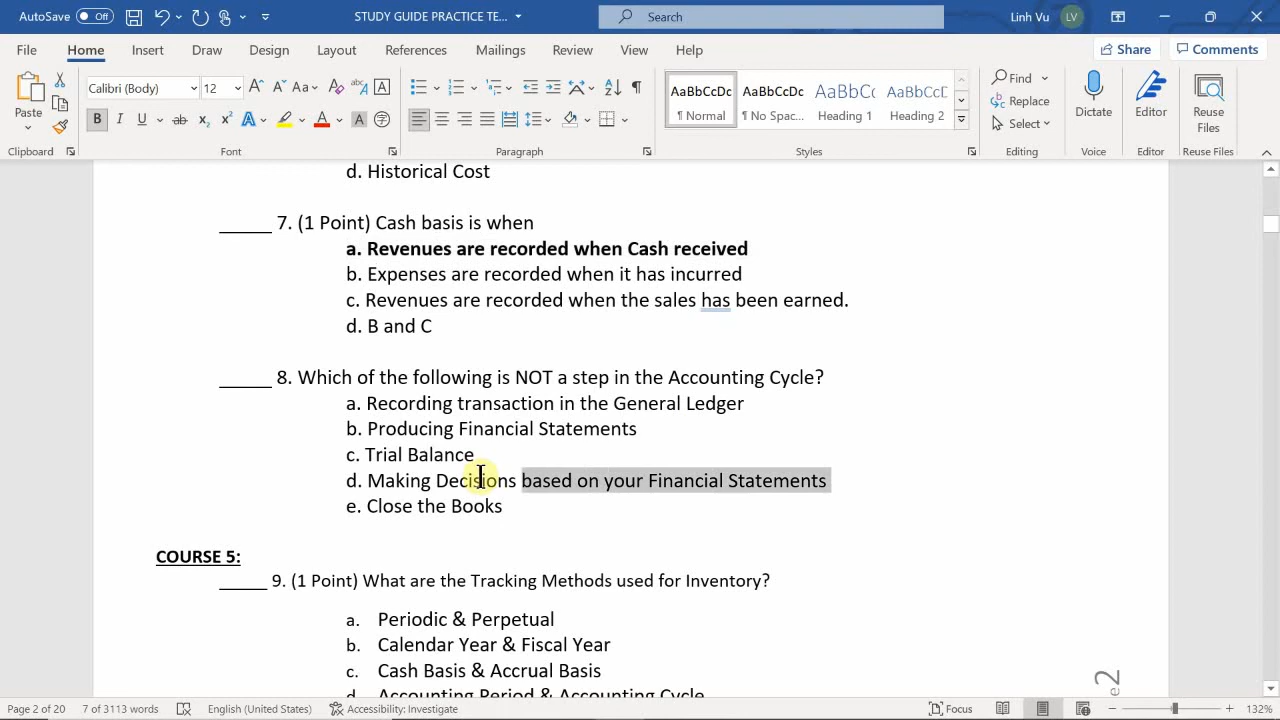 AutoSave Off STUDY GUIDE PRACTICE TE... Search Linh Vu LV
File Home Insert Draw Design Layout References Mailings Review View Help Share Comments
Calibri (Body) 12 AaBbCcDc AaBbCcDc AaBbCc AaBbCcD Find
Paste Normal No Spac... Heading 1 Heading 2 Replace Select Dictate Editor Reuse Files
Clipboard Font Paragraph Styles Editing Voice Editor Reuse Files
d. Historical Cost
_____ 7. (1 Point) Cash basis is when
a. Revenues are recorded when Cash received
b. Expenses are recorded when it has incurred
c. Revenues are recorded when the sales has been earned.
d. B and C
_____ 8. Which of the following is NOT a step in the Accounting Cycle?
a. Recording transaction in the General Ledger
b. Producing Financial Statements
c. Trial Balance
d. Making Decisions based on your Financial Statements
e. Close the Books
COURSE 5:
_____ 9. (1 Point) What are the Tracking Methods used for Inventory?
a. Periodic & Perpetual
b. Calendar Year & Fiscal Year
c. Cash Basis & Accrual Basis
d. Accounting Period & Accounting Cycle
e2
Page 2 of 20 7 of 3113 words English (United States) Accessibility: Investigate Focus 132%